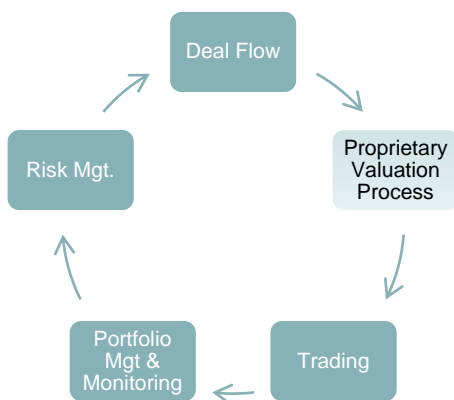 Deal Flow
Proprietary
Valuation
Process
Trading
Portfolio
Mgt &
Monitoring
Risk Mgt.